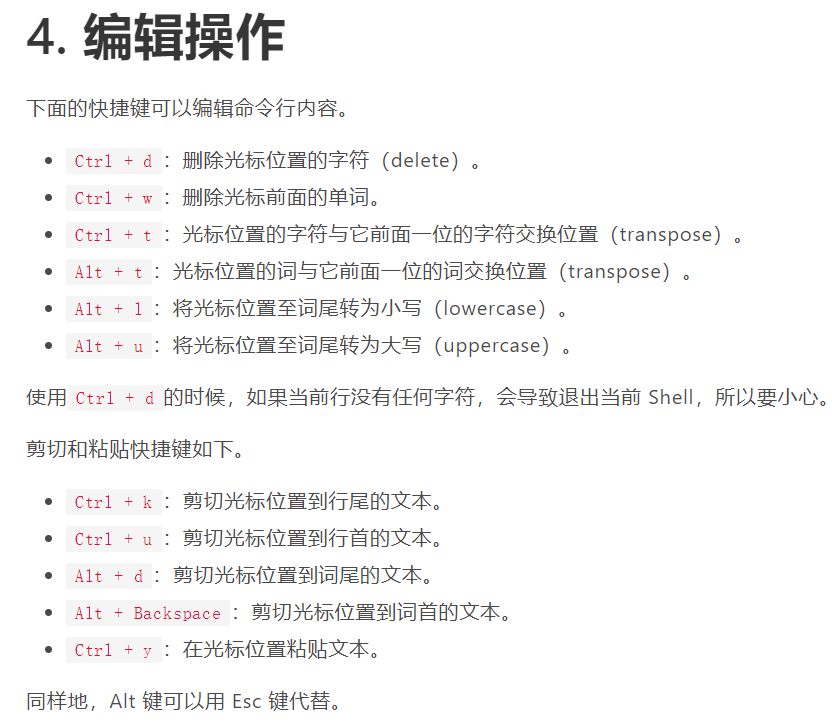 4. 编辑操作
下面的快捷键可以编辑命令行内容。
Ctrl + d：删除光标位置的字符（delete）。
Ctrl + w：删除光标前面的单词。
Ctrl + t：光标位置的字符与它前面一位的字符交换位置（transpose）。
Alt + t：光标位置的词与它前面一位的词交换位置（transpose）。
Alt + l：将光标位置至词尾转为小写（lowercase）。
Alt + u：将光标位置至词尾转为大写（uppercase）。
使用Ctrl + d的时候，如果当前行没有任何字符，会导致退出当前 Shell，所以要小心。
剪切和粘贴快捷键如下。
Ctrl + k：剪切光标位置到行尾的文本。
Ctrl + u：剪切光标位置到行首的文本。
Alt + d：剪切光标位置到词尾的文本。
Alt + Backspace：剪切光标位置到词首的文本。
Ctrl + y：在光标位置粘贴文本。
同样地，Alt 键可以用 Esc 键代替。